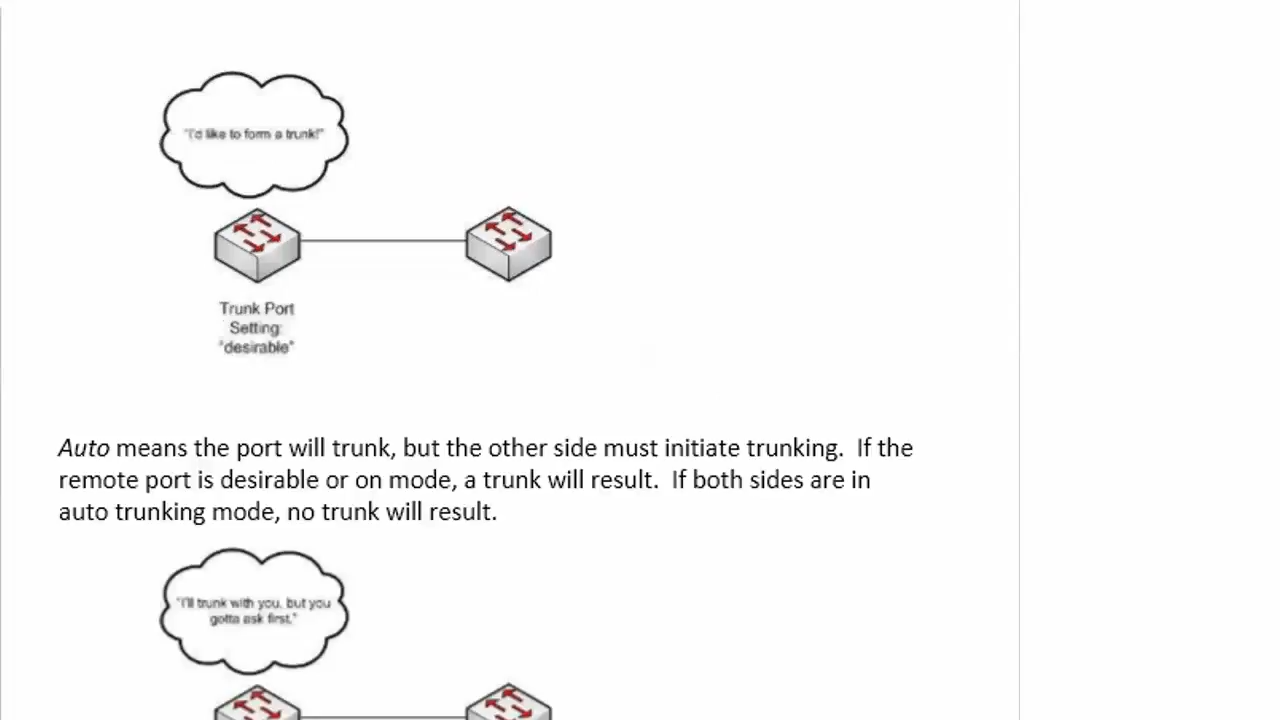 "I'd like to form a trunk!"
Trunk Port
Setting:
"desirable"
Auto means the port will trunk, but the other side must initiate trunking.  If the
remote port is desirable or on mode, a trunk will result.  If both sides are in
auto trunking mode, no trunk will result.
"I'll trunk with you, but you
gotta ask first."